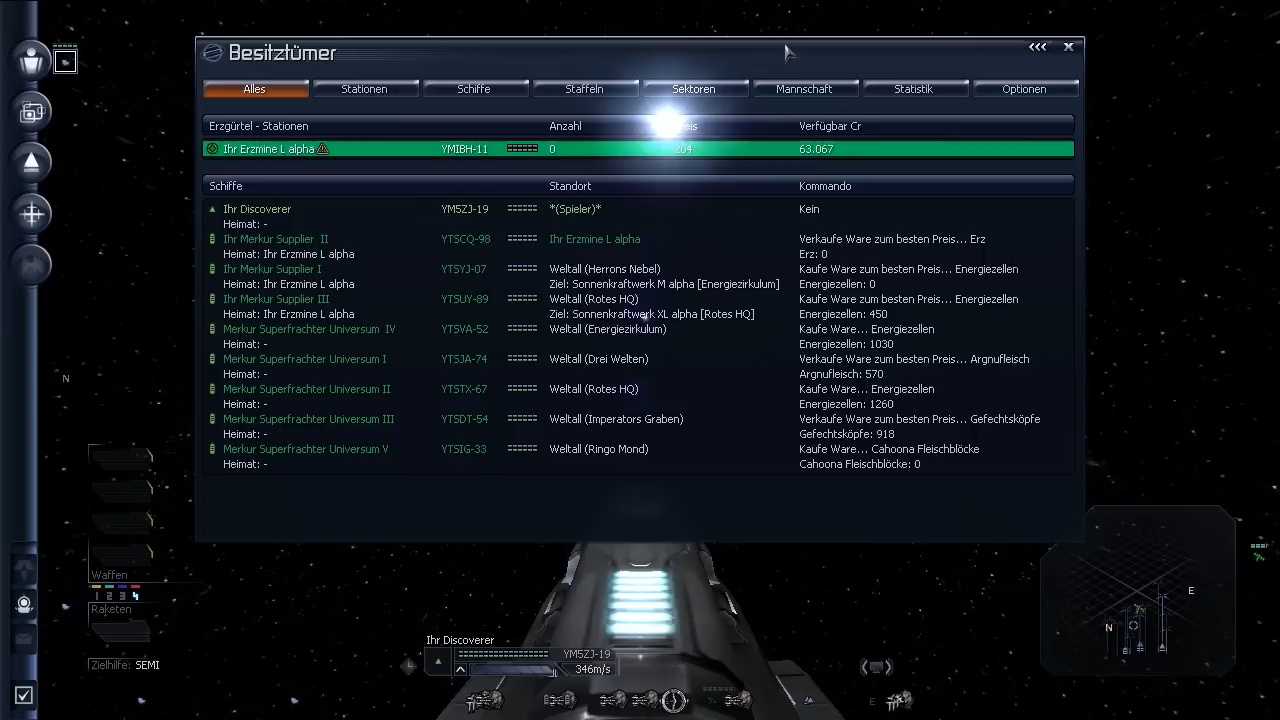 Besitztümer
Alles Stationen Schiffe Staffeln Sektoren Mannschaft Statistik Optionen
Erzgürtel - Stationen Anzahl Verfügbar Cr
Ihr Erzmine L alpha YMIBH-11 0 204 63.067
Schiffe Standort Kommando
Ihr Discoverer YM5ZJ-19 *(Spieler)* Kein
Heimat: -
Ihr Merkur Supplier II YTSCQ-98 Ihr Erzmine L alpha Verkaufe Ware zum besten Preis... Erz
Heimat: Ihr Erzmine L alpha Erz: 0
Ihr Merkur Supplier I YTSYJ-07 Weltall (Herrons Nebel) Kaufe Ware zum besten Preis... Energiezellen
Heimat: Ihr Erzmine L alpha Ziel: Sonnenkraftwerk M alpha [Energiezirkulum] Energiezellen: 0
Ihr Merkur Supplier III YTSUY-89 Weltall (Rotes HQ) Kaufe Ware zum besten Preis... Energiezellen
Heimat: Ihr Erzmine L alpha Ziel: Sonnenkraftwerk XL alpha [Rotes HQ] Energiezellen: 450
Merkur Superfrachter Universum IV YTSVA-52 Weltall (Energiezirkulum) Kaufe Ware... Energiezellen
Heimat: - Energiezellen: 1030
Merkur Superfrachter Universum I YTSJA-74 Weltall (Drei Welten) Verkaufe Ware zum besten Preis... Argnufleisch
Heimat: - Argnufleisch: 570
Merkur Superfrachter Universum II YTSTX-67 Weltall (Rotes HQ) Kaufe Ware... Energiezellen
Heimat: - Energiezellen: 1260
Merkur Superfrachter Universum III YTSDT-54 Weltall (Imperators Graben) Verkaufe Ware zum besten Preis... Gefechtsköpfe
Heimat: - Gefechtsköpfe: 918
Merkur Superfrachter Universum V YTSIG-33 Weltall (Ringo Mond) Kaufe Ware... Cahoona Fleischblöcke
Heimat: - Cahoona Fleischblöcke: 0
N
Waffen
1 2 3 4
Raketen
Zielhilfe: SEMI
Ihr Discoverer
YM5ZJ-19
346m/s
E
N
E